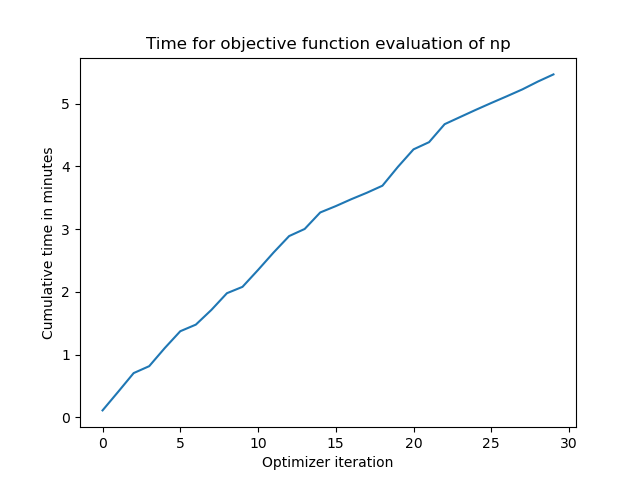 Time for objective function evaluation of np
Cumulative time in minutes
5
4
3
2
1
0
0 5 10 15 20 25 30
Optimizer iteration